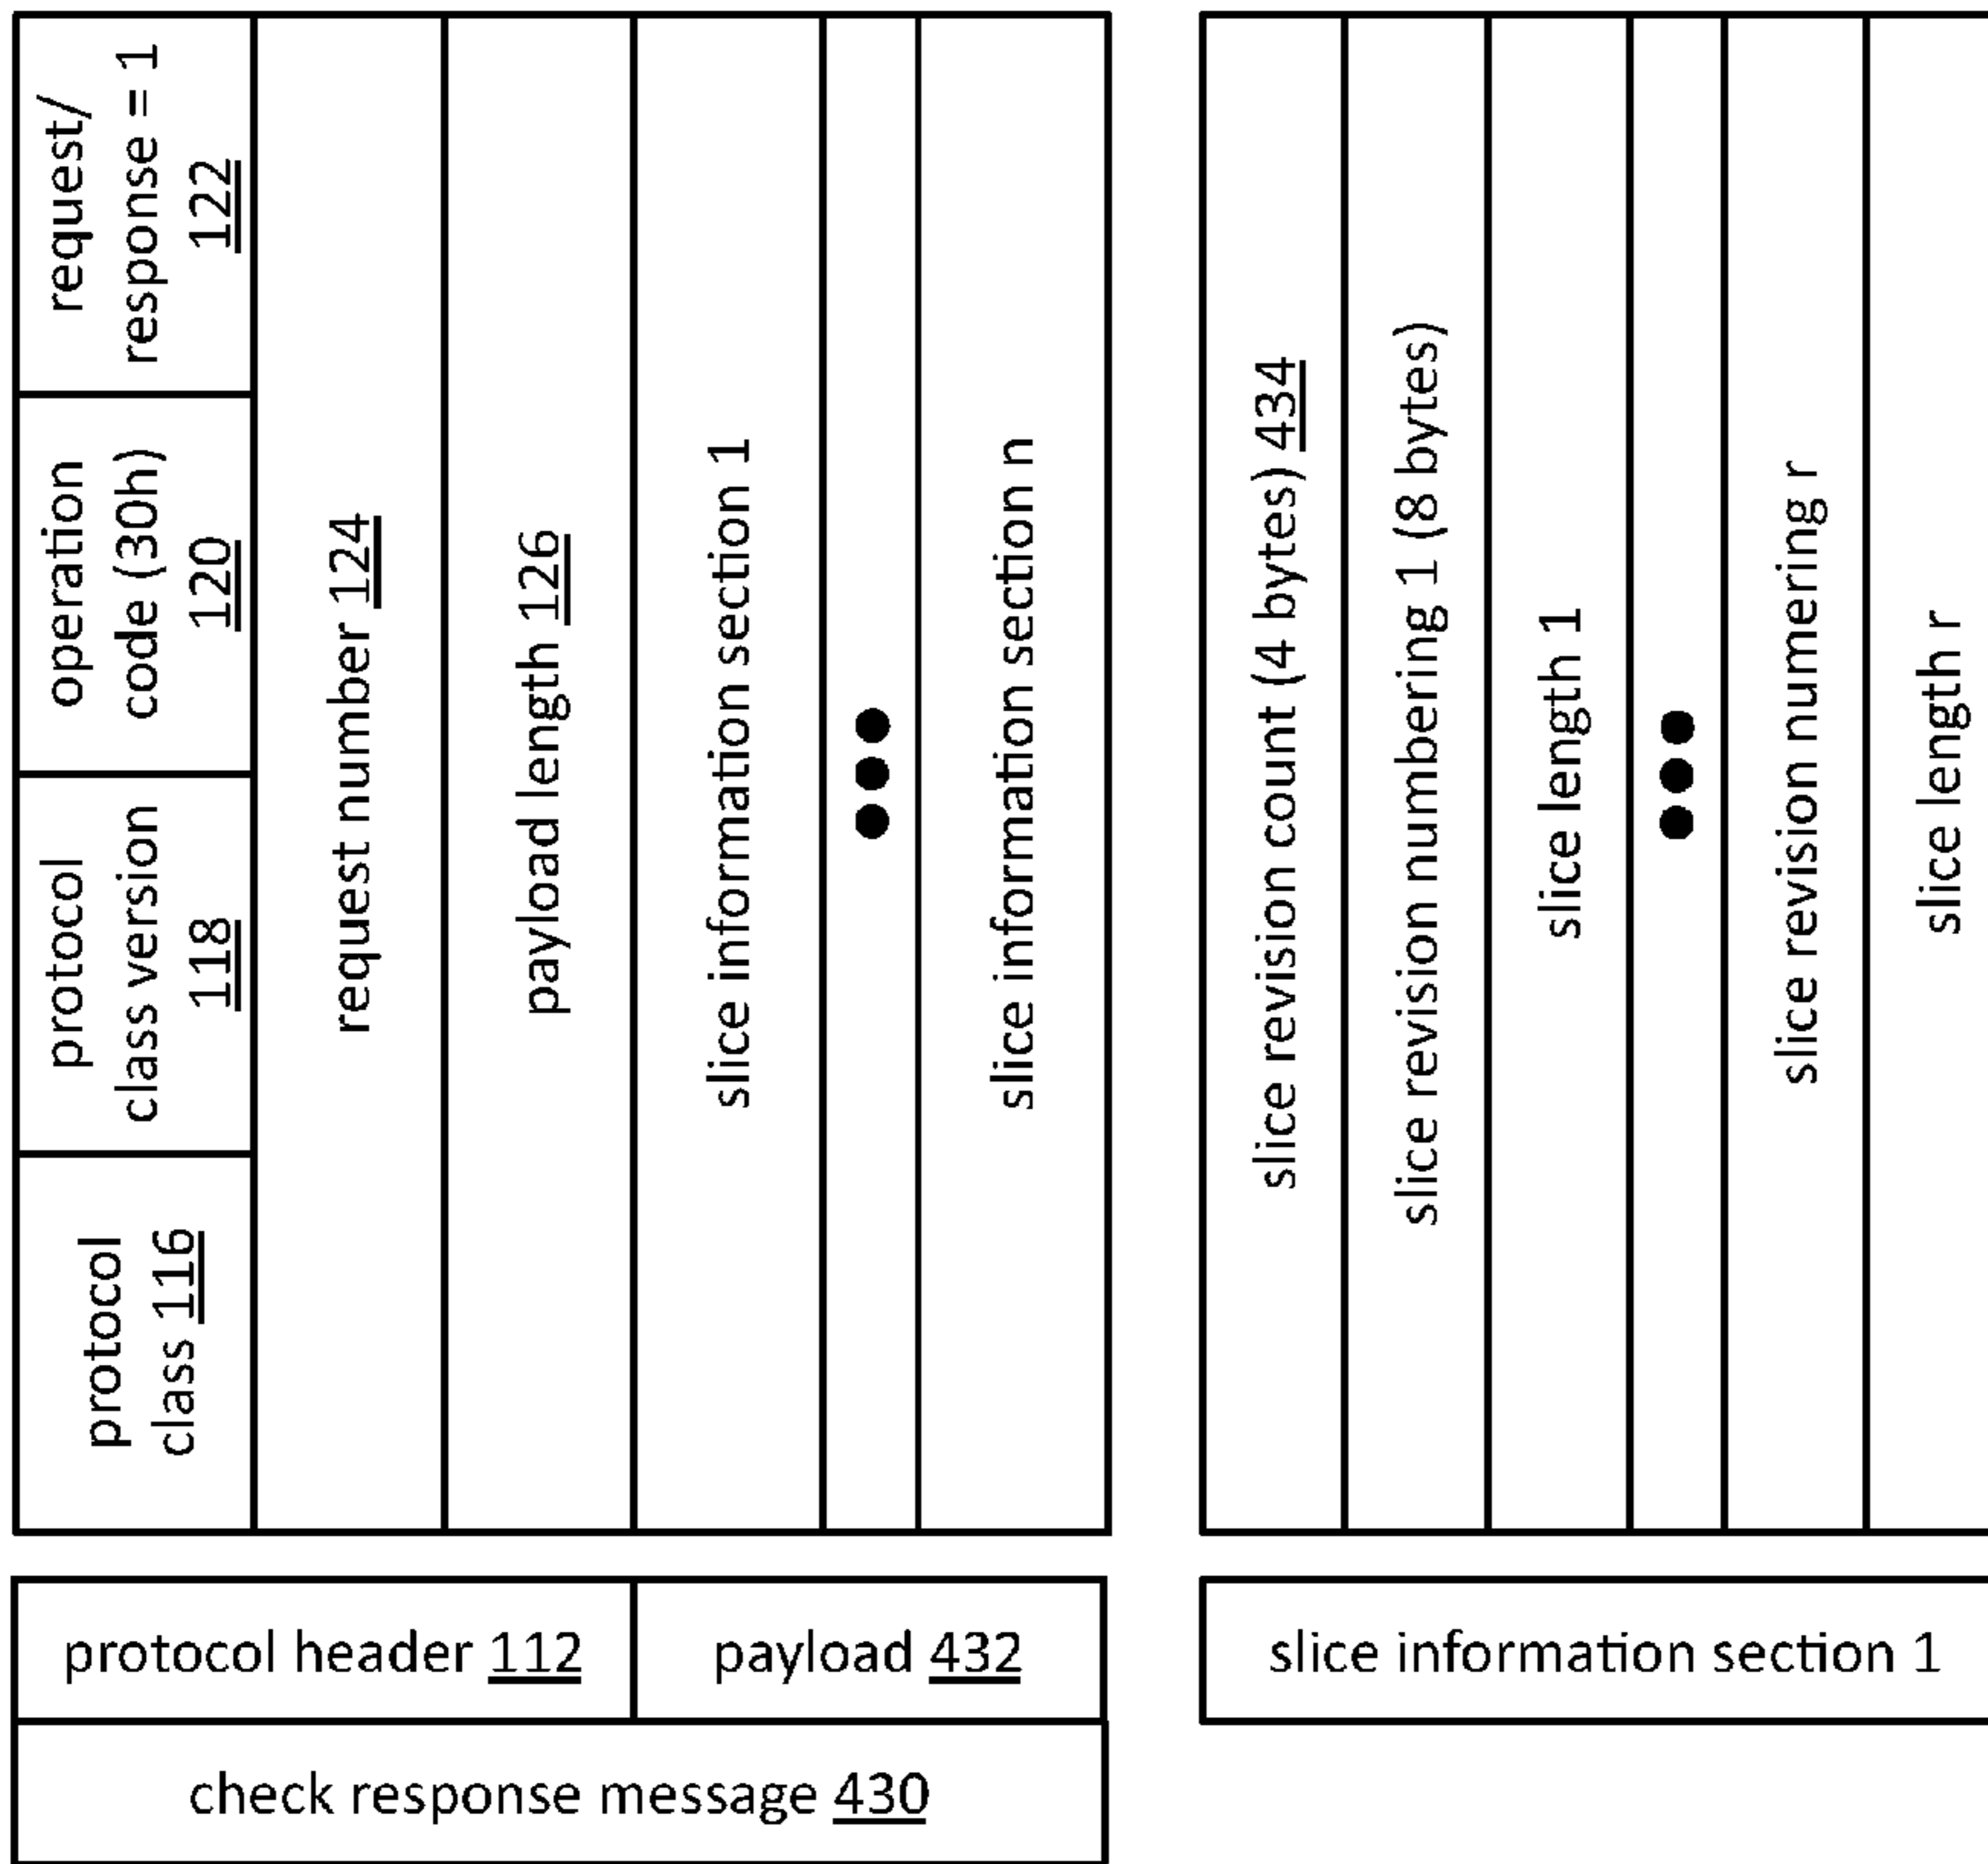 protocol
class 116
protocol
class version
118
operation
code (30h)
120
request/
response = 1
122
request number 124
payload length 126
slice information section 1
slice information section n
protocol header 112
payload 432
check response message 430
slice revision count (4 bytes) 434
slice revision numbering 1 (8 bytes)
slice length 1
slice revision numering r
slice length r
slice information section 1